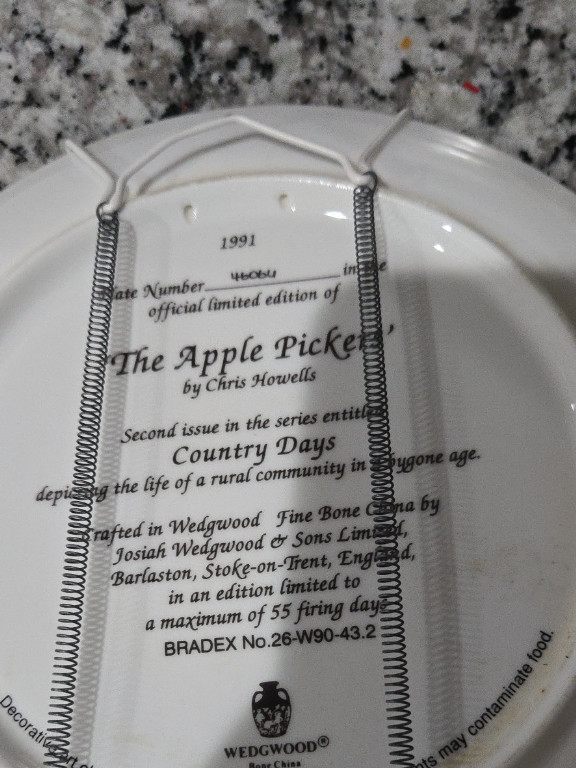 1991
Plate Number 46064 in the
official limited edition of
'The Apple Pickers'
by Chris Howells
Second issue in the series entitled
Country Days
depicting the life of a rural community in a bygone age.
Crafted in Wedgwood Fine Bone China by
Josiah Wedgwood & Sons Limited,
Barlaston, Stoke-on-Trent, England,
in an edition limited to
a maximum of 55 firing days
BRADEX No.26-W90-43.2
WEDGWOOD®
Bone China
Decorative art
may contaminate food.